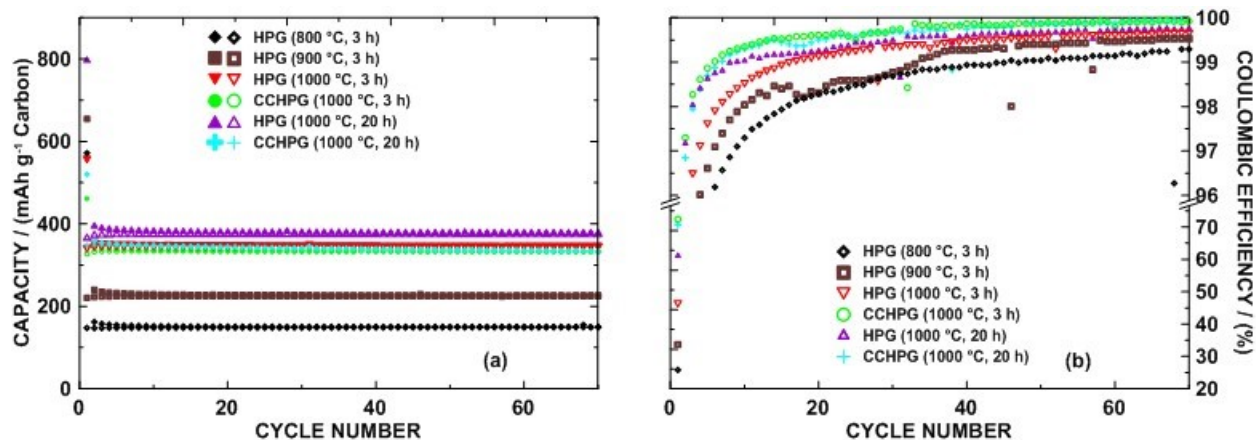 800
600
400
200
0
CAPACITY / (mAh g⁻¹ Carbon)
HPG (800 °C, 3 h)
HPG (900 °C, 3 h)
HPG (1000 °C, 3 h)
CCHPG (1000 °C, 3 h)
HPG (1000 °C, 20 h)
CCHPG (1000 °C, 20 h)
(a)
0 20 40 60
CYCLE NUMBER
100
99
98
97
96
70
60
50
40
30
20
COULOMBIC EFFICIENCY / (%)
HPG (800 °C, 3 h)
HPG (900 °C, 3 h)
HPG (1000 °C, 3 h)
CCHPG (1000 °C, 3 h)
HPG (1000 °C, 20 h)
CCHPG (1000 °C, 20 h)
(b)
0 20 40 60
CYCLE NUMBER